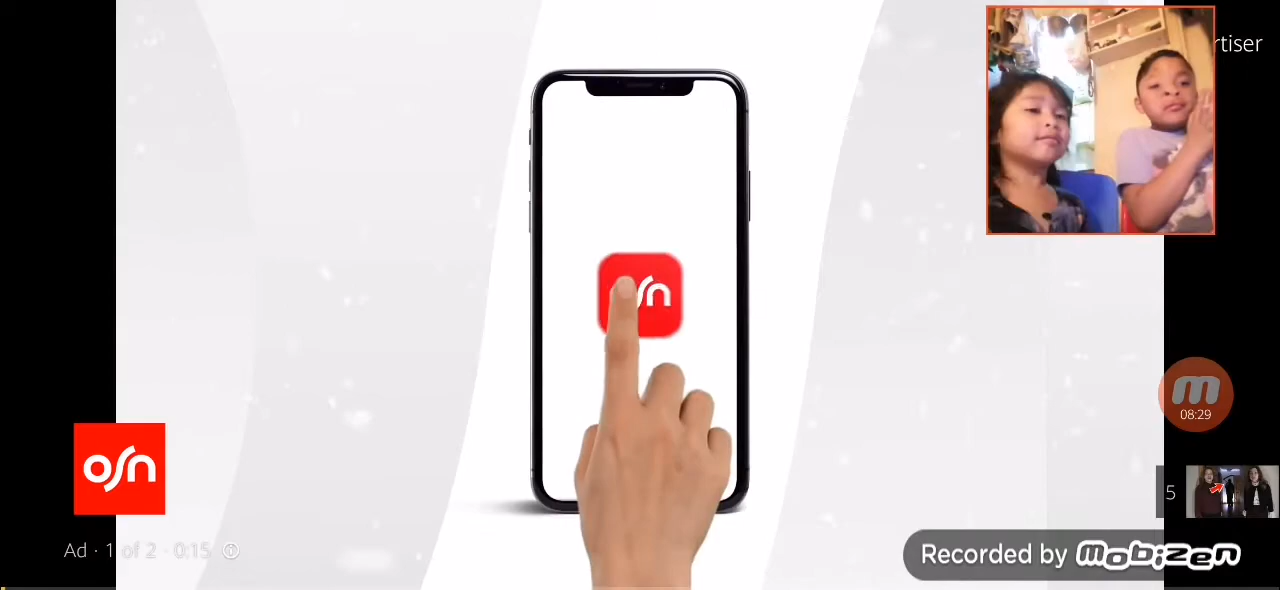 rtiser
osn
08:29
osn
5
Ad · 1 of 2 · 0:15
Recorded by mobizen